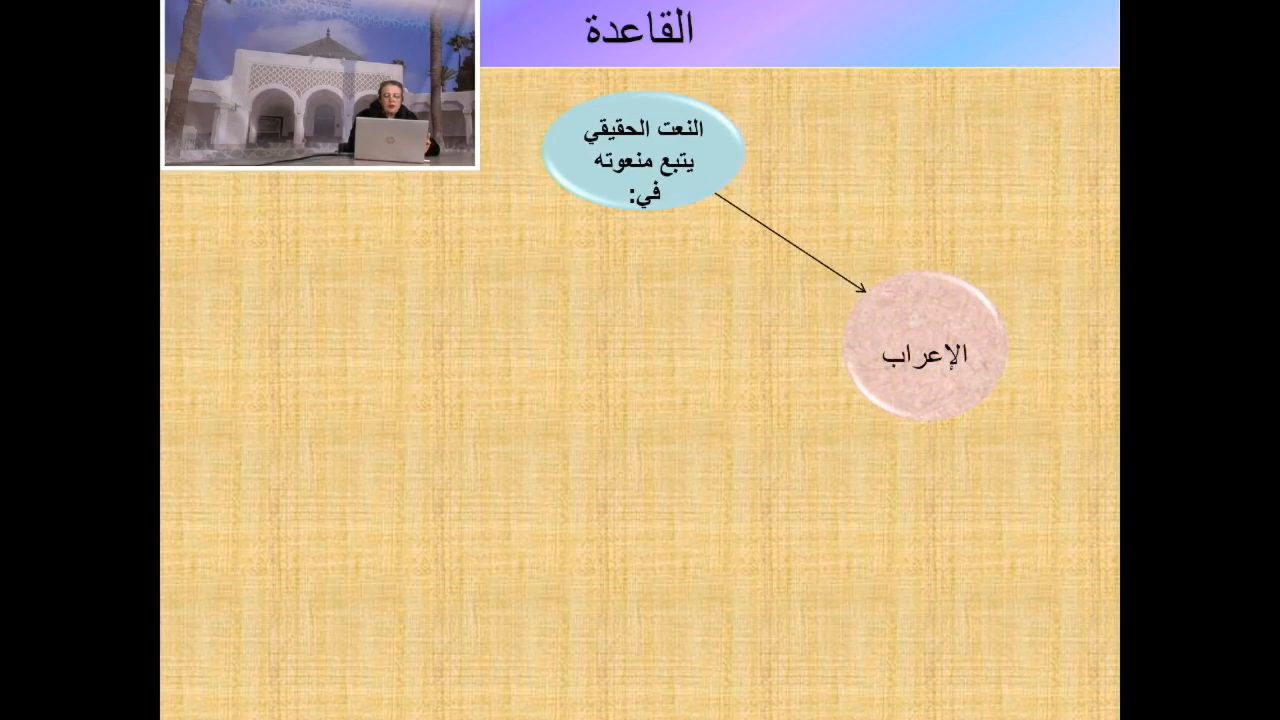 القاعدة
النعت الحقيقي
يتبع منعوته
في:
الإعراب